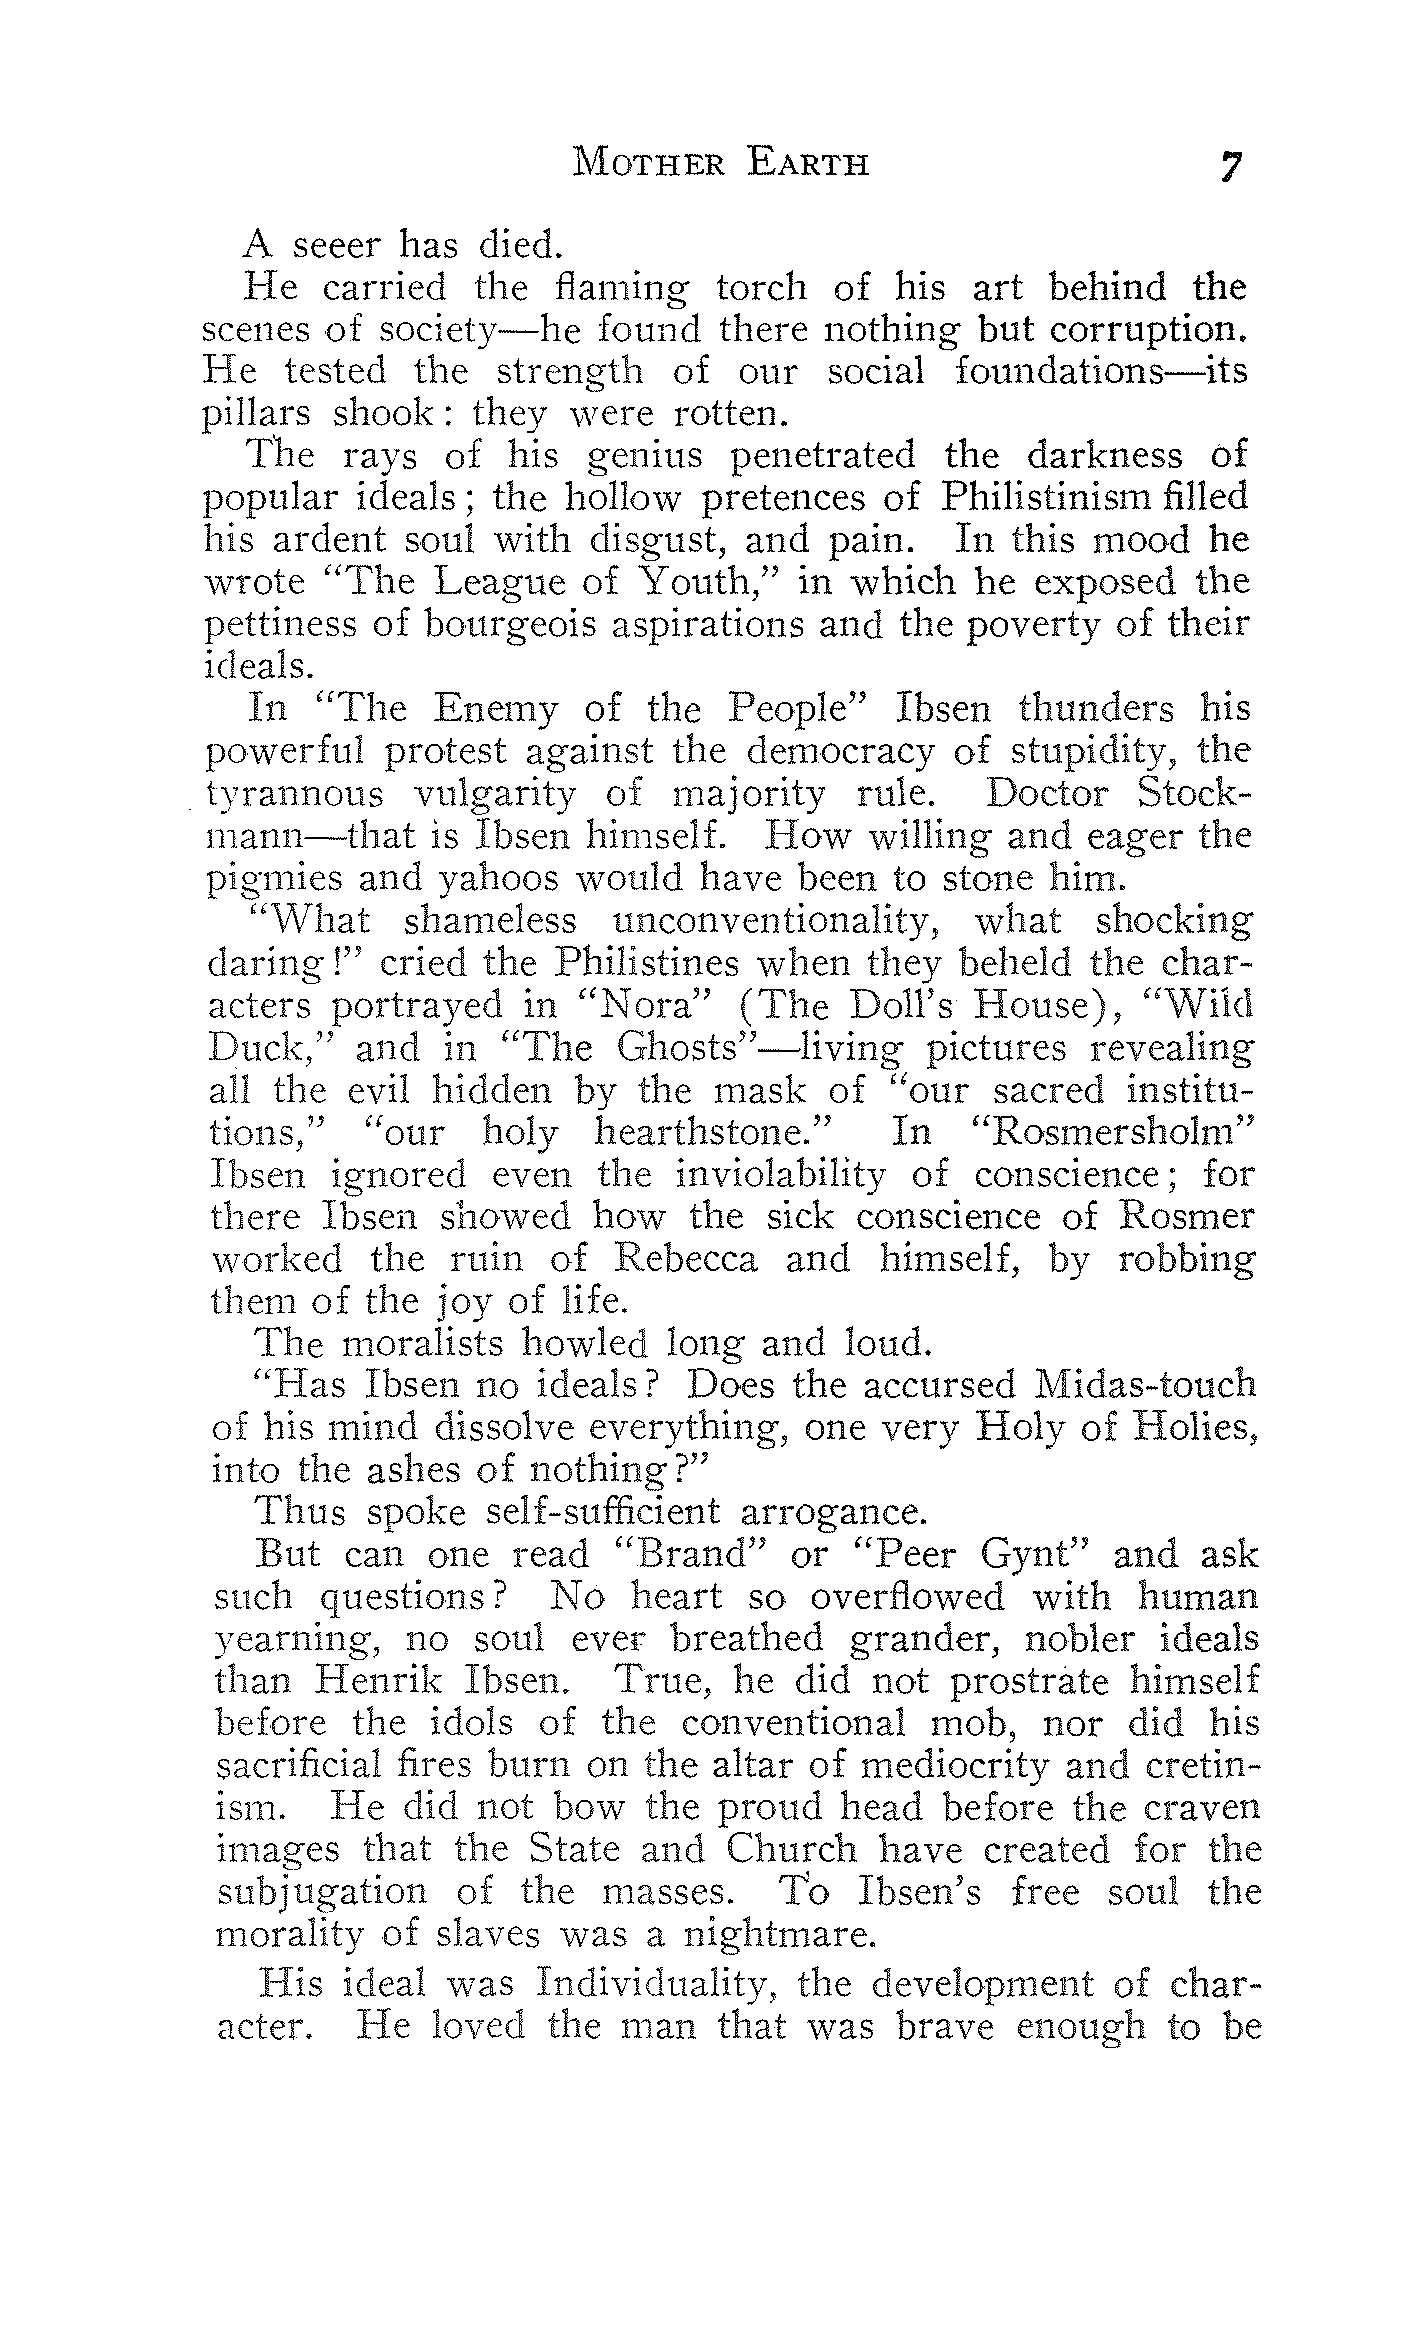 MOTHER EARTH 7
A seeer has died.
He carried the flaming torch of his art behind the
scenes of society—he found there nothing but corruption.
He tested the strength of our social foundations—its
pillars shook: they were rotten.
The rays of his genius penetrated the darkness of
popular ideals; the hollow pretences of Philistinism filled
his ardent soul with disgust, and pain. In this mood he
wrote "The League of Youth," in which he exposed the
pettiness of bourgeois aspirations and the poverty of their
ideals.
In "The Enemy of the People" Ibsen thunders his
powerful protest against the democracy of stupidity, the
tyrannous vulgarity of majority rule. Doctor Stock-
mann—that is Ibsen himself. How willing and eager the
pigmies and yahoos would have been to stone him.
"What shameless unconventionality, what shocking
daring!" cried the Philistines when they beheld the char-
acters portrayed in "Nora" (The Doll's House), "Wild
Duck," and in "The Ghosts"—living pictures revealing
all the evil hidden by the mask of "our sacred institu-
tions," "our holy hearthstone." In "Rosmersholm"
Ibsen ignored even the inviolability of conscience; for
there Ibsen showed how the sick conscience of Rosmer
worked the ruin of Rebecca and himself, by robbing
them of the joy of life.
The moralists howled long and loud.
"Has Ibsen no ideals? Does the accursed Midas-touch
of his mind dissolve everything, one very Holy of Holies,
into the ashes of nothing?"
Thus spoke self-sufficient arrogance.
But can one read "Brand" or "Peer Gynt" and ask
such questions? No heart so overflowed with human
yearning, no soul ever breathed grander, nobler ideals
than Henrik Ibsen. True, he did not prostrate himself
before the idols of the conventional mob, nor did his
sacrificial fires burn on the altar of mediocrity and cretin-
ism. He did not bow the proud head before the craven
images that the State and Church have created for the
subjugation of the masses. To Ibsen's free soul the
morality of slaves was a nightmare.
His ideal was Individuality, the development of char-
acter. He loved the man that was brave enough to be